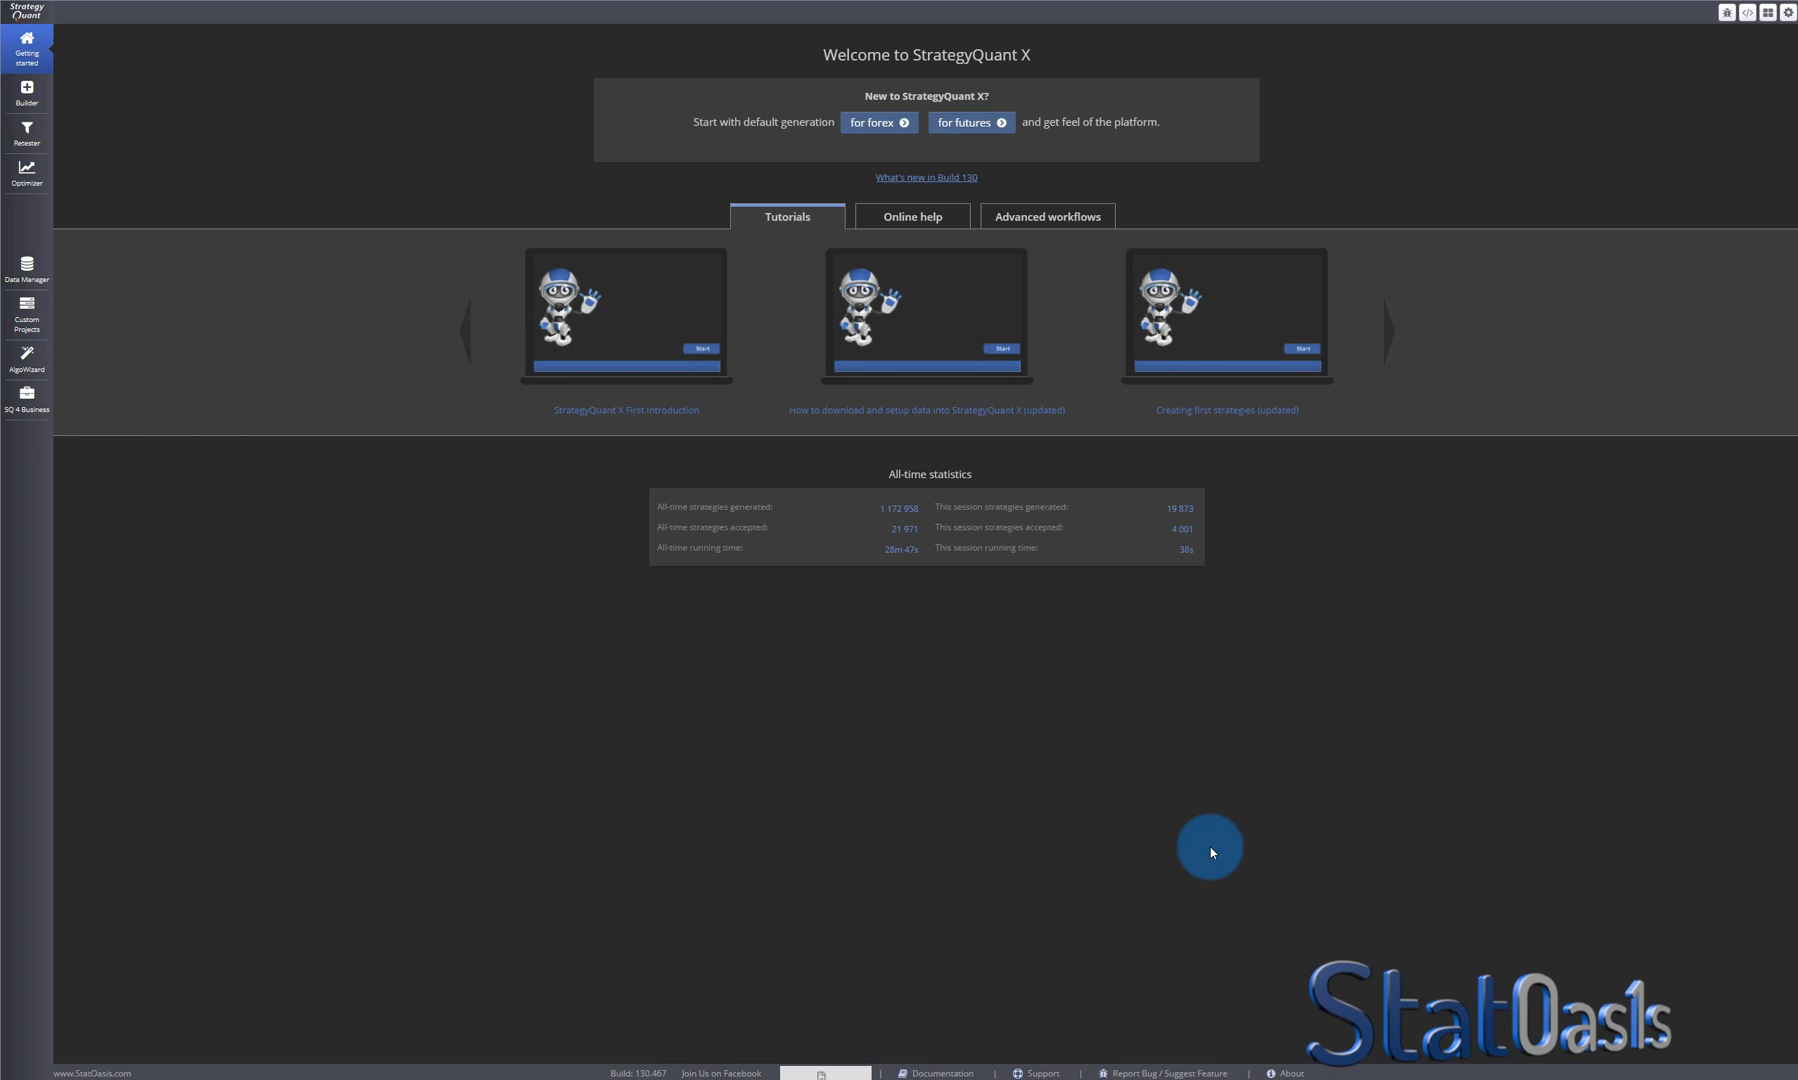 Strategy
Quant
Getting
started
Builder
Retester
Optimizer
Data Manager
Custom
Projects
AlgoWizard
SQ 4 Business
Welcome to StrategyQuant X
New to StrategyQuant X?
Start with default generation for forex for futures and get feel of the platform.
What's new in Build 130
Tutorials Online help Advanced workflows
Start Start Start
StrategyQuant X First introduction How to download and setup data into StrategyQuant X (updated) Creating first strategies (updated)
All-time statistics
All-time strategies generated: 1 172 958 This session strategies generated: 19 873
All-time strategies accepted: 21 971 This session strategies accepted: 4 001
All-time running time: 28m 47s This session running time: 38s
StatOasis
www.StatOasis.com Build: 130.467 Join Us on Facebook | Documentation | Support | Report Bug / Suggest Feature | About